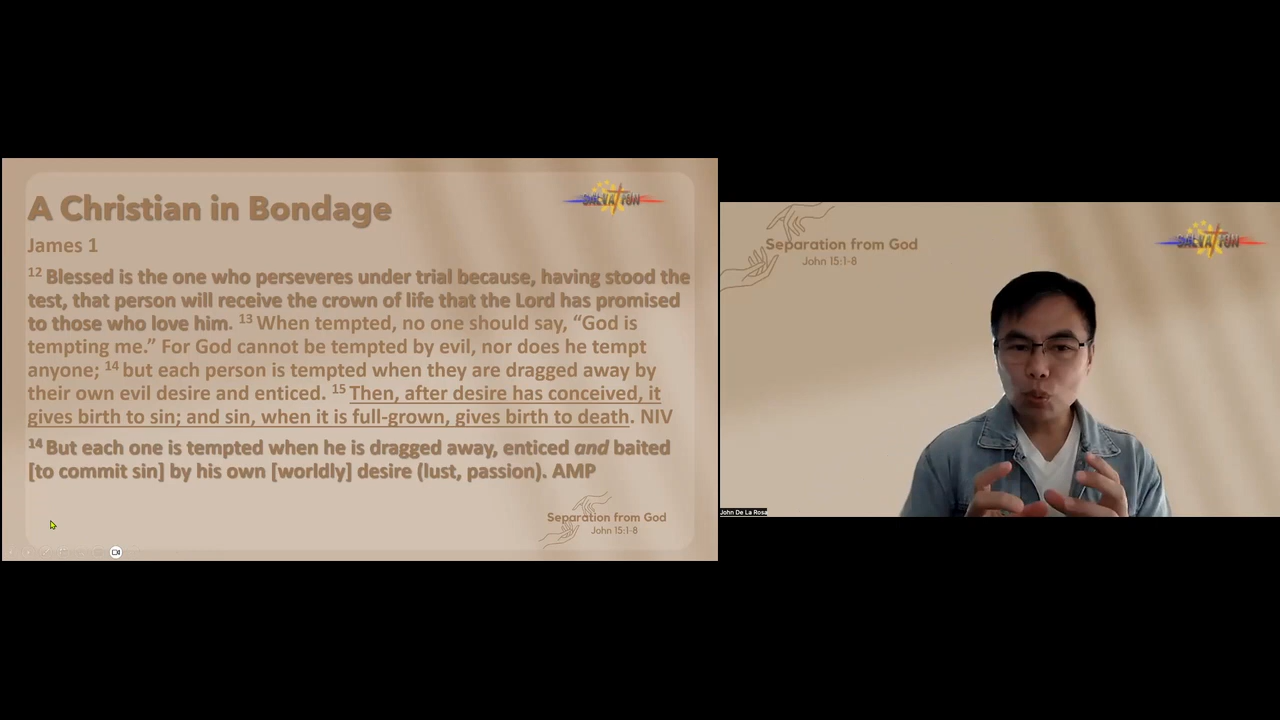 A Christian in Bondage
SALVATION
James 1
12 Blessed is the one who perseveres under trial because, having stood the
test, that person will receive the crown of life that the Lord has promised
to those who love him. 13 When tempted, no one should say, “God is
tempting me.” For God cannot be tempted by evil, nor does he tempt
anyone; 14 but each person is tempted when they are dragged away by
their own evil desire and enticed. 15 Then, after desire has conceived, it
gives birth to sin; and sin, when it is full-grown, gives birth to death. NIV
14 But each one is tempted when he is dragged away, enticed and baited
[to commit sin] by his own [worldly] desire (lust, passion). AMP
Separation from God
John 15:1-8
Separation from God
John 15:1-8
SALVATION
John De La Rosa